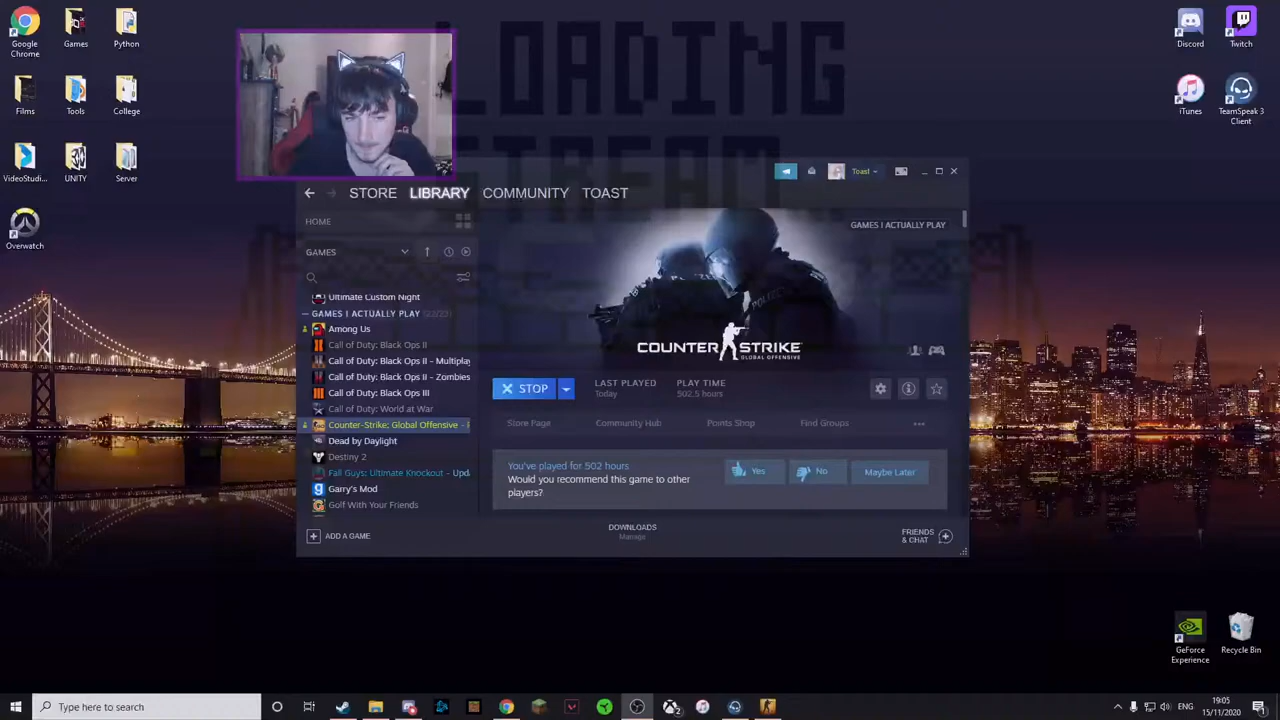 LOADING
STREAM
Google
Chrome
Games
Python
Films
Tools
College
VideoStudi...
UNITY
Server
Overwatch
Discord
Twitch
iTunes
TeamSpeak 3
Client
Toast
STORE
LIBRARY
COMMUNITY
TOAST
HOME
GAMES
Ultimate Custom Night
GAMES I ACTUALLY PLAY (22/23)
Among Us
Call of Duty: Black Ops II
Call of Duty: Black Ops II - Multiplay
Call of Duty: Black Ops II - Zombies
Call of Duty: Black Ops III
Call of Duty: World at War
Counter-Strike: Global Offensive -
Dead by Daylight
Destiny 2
Fall Guys: Ultimate Knockout - Upda
Garry's Mod
Golf With Your Friends
ADD A GAME
GAMES I ACTUALLY PLAY
POLICE
COUNTER STRIKE
GLOBAL OFFENSIVE
STOP
LAST PLAYED
Today
PLAY TIME
502.5 hours
Store Page
Community Hub
Points Shop
Find Groups
You've played for 502 hours
Would you recommend this game to other
players?
Yes
No
Maybe Later
DOWNLOADS
Manage
FRIENDS
& CHAT
GeForce
Experience
Recycle Bin
Type here to search
19:05
15/11/2020